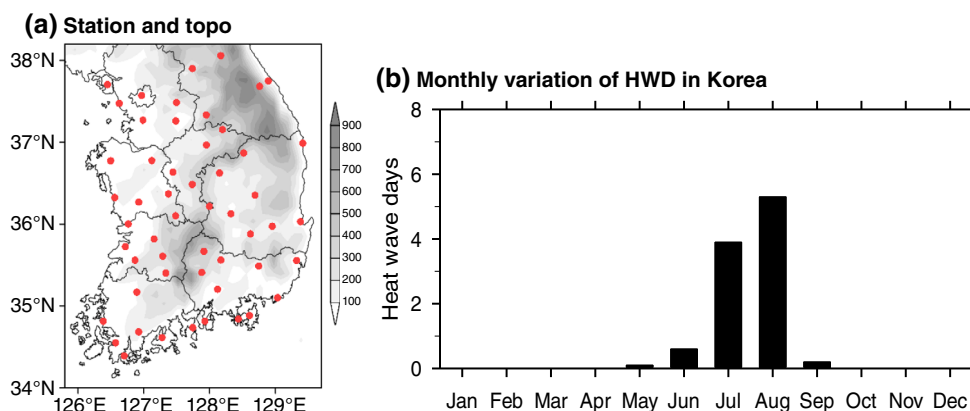 (a) Station and topo
38°N
37°N
36°N
35°N
34°N
126°E 127°E 128°E 129°E
900
800
700
600
500
400
300
200
100
(b) Monthly variation of HWD in Korea
Heat wave days
8
6
4
2
0
Jan Feb Mar Apr May Jun Jul Aug Sep Oct Nov Dec